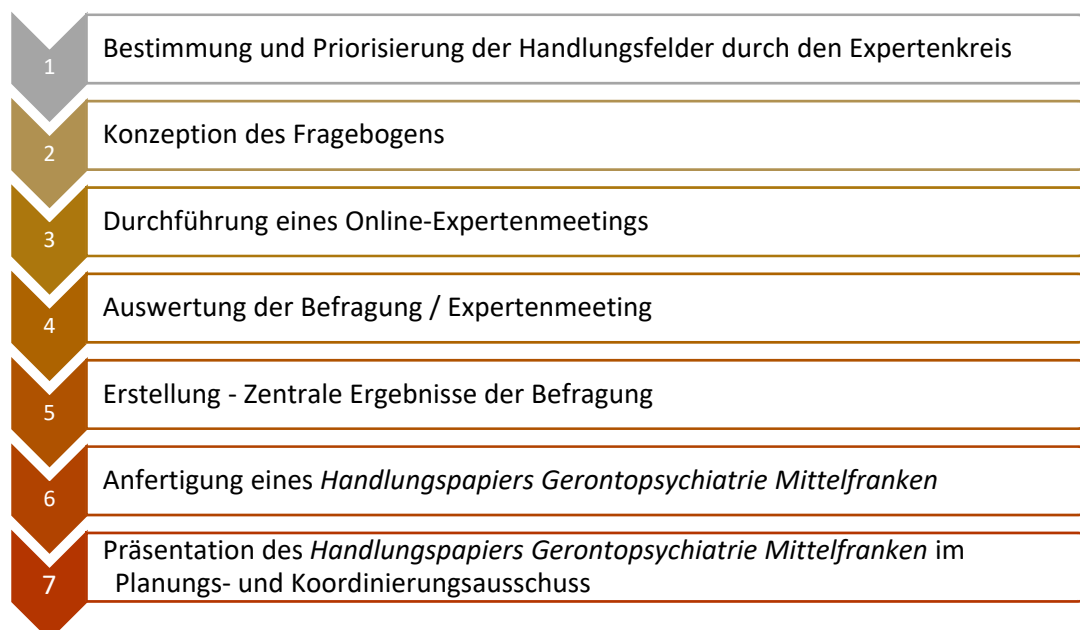 1
Bestimmung und Priorisierung der Handlungsfelder durch den Expertenkreis
2
Konzeption des Fragebogens
3
Durchführung eines Online-Expertenmeetings
4
Auswertung der Befragung / Expertenmeeting
5
Erstellung - Zentrale Ergebnisse der Befragung
6
Anfertigung eines Handlungspapiers Gerontopsychiatrie Mittelfranken
7
Präsentation des Handlungspapiers Gerontopsychiatrie Mittelfranken im
Planungs- und Koordinierungsausschuss